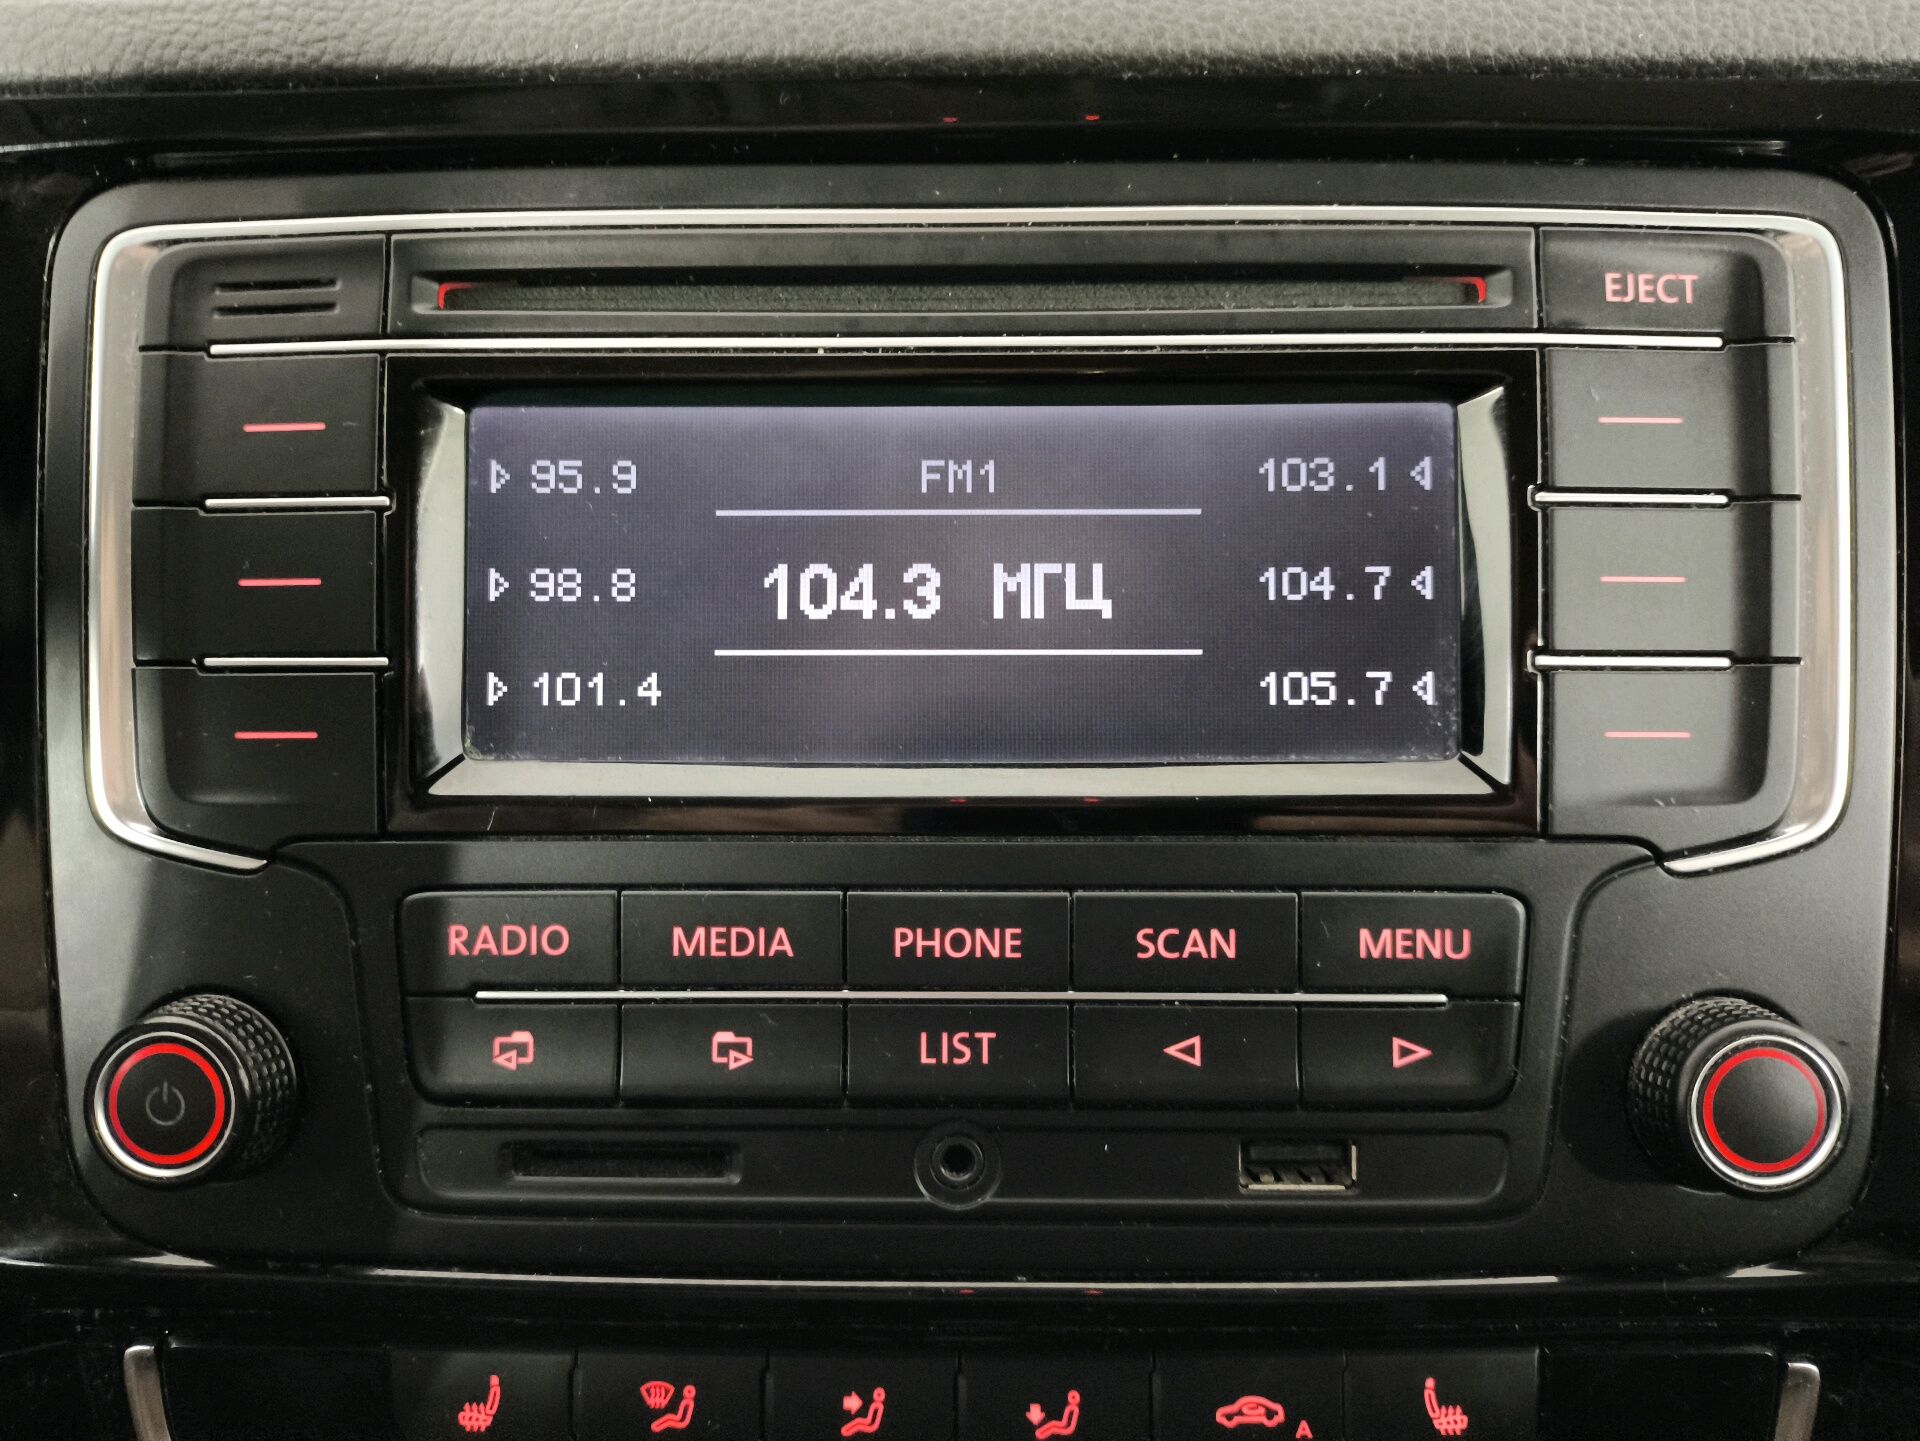 EJECT
95.9 FM1 103.1
98.8 104.3 МГЦ 104.7
101.4 105.7
RADIO MEDIA PHONE SCAN MENU
LIST
A